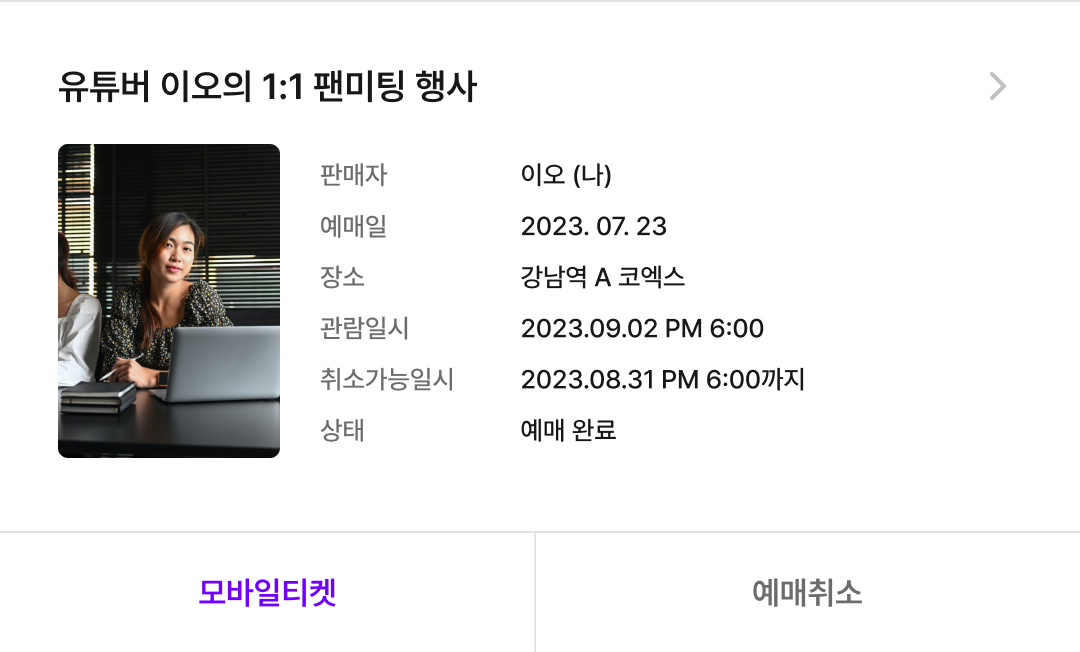 유튜버 이오의 1:1 팬미팅 행사
판매자 이오 (나)
예매일 2023. 07. 23
장소 강남역 A 코엑스
관람일시 2023.09.02 PM 6:00
취소가능일시 2023.08.31 PM 6:00까지
상태 예매 완료
모바일티켓 예매취소